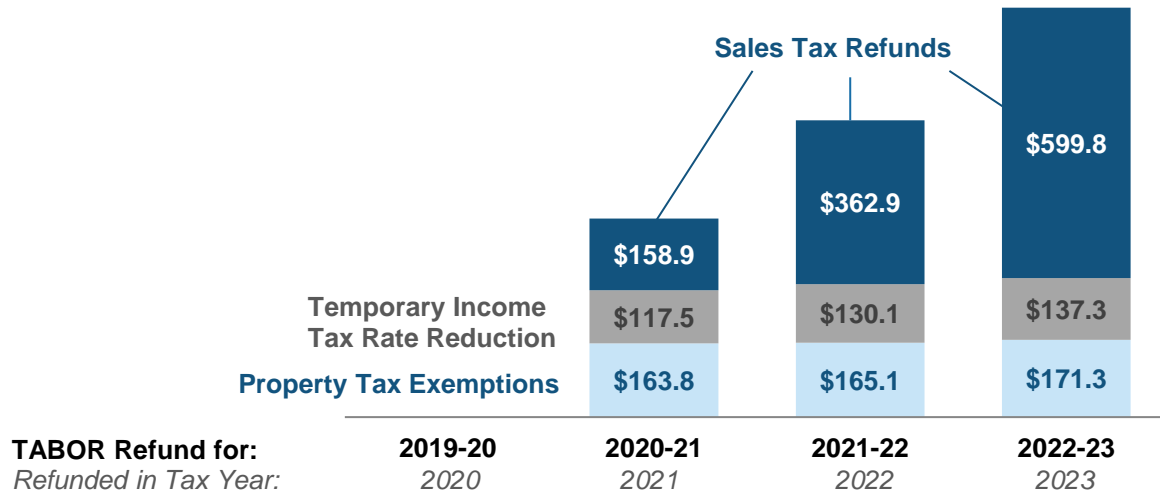 Sales Tax Refunds
$599.8
$362.9
$158.9
Temporary Income
Tax Rate Reduction
$117.5
$130.1
$137.3
Property Tax Exemptions
$163.8
$165.1
$171.3
TABOR Refund for:
2019-20
2020-21
2021-22
2022-23
Refunded in Tax Year:
2020
2021
2022
2023